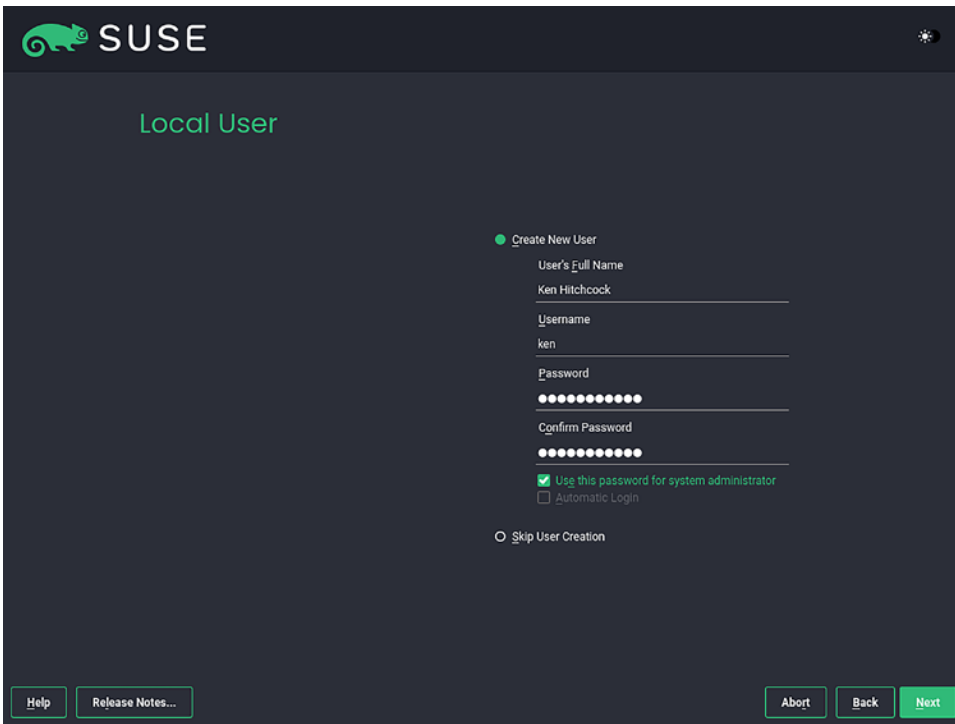 SUSE
Local User
Create New User
User's Full Name
Ken Hitchcock
Username
ken
Password
●●●●●●●●●●●
Confirm Password
●●●●●●●●●●●
Use this password for system administrator
Automatic Login
Skip User Creation
Help Release Notes... Abort Back Next